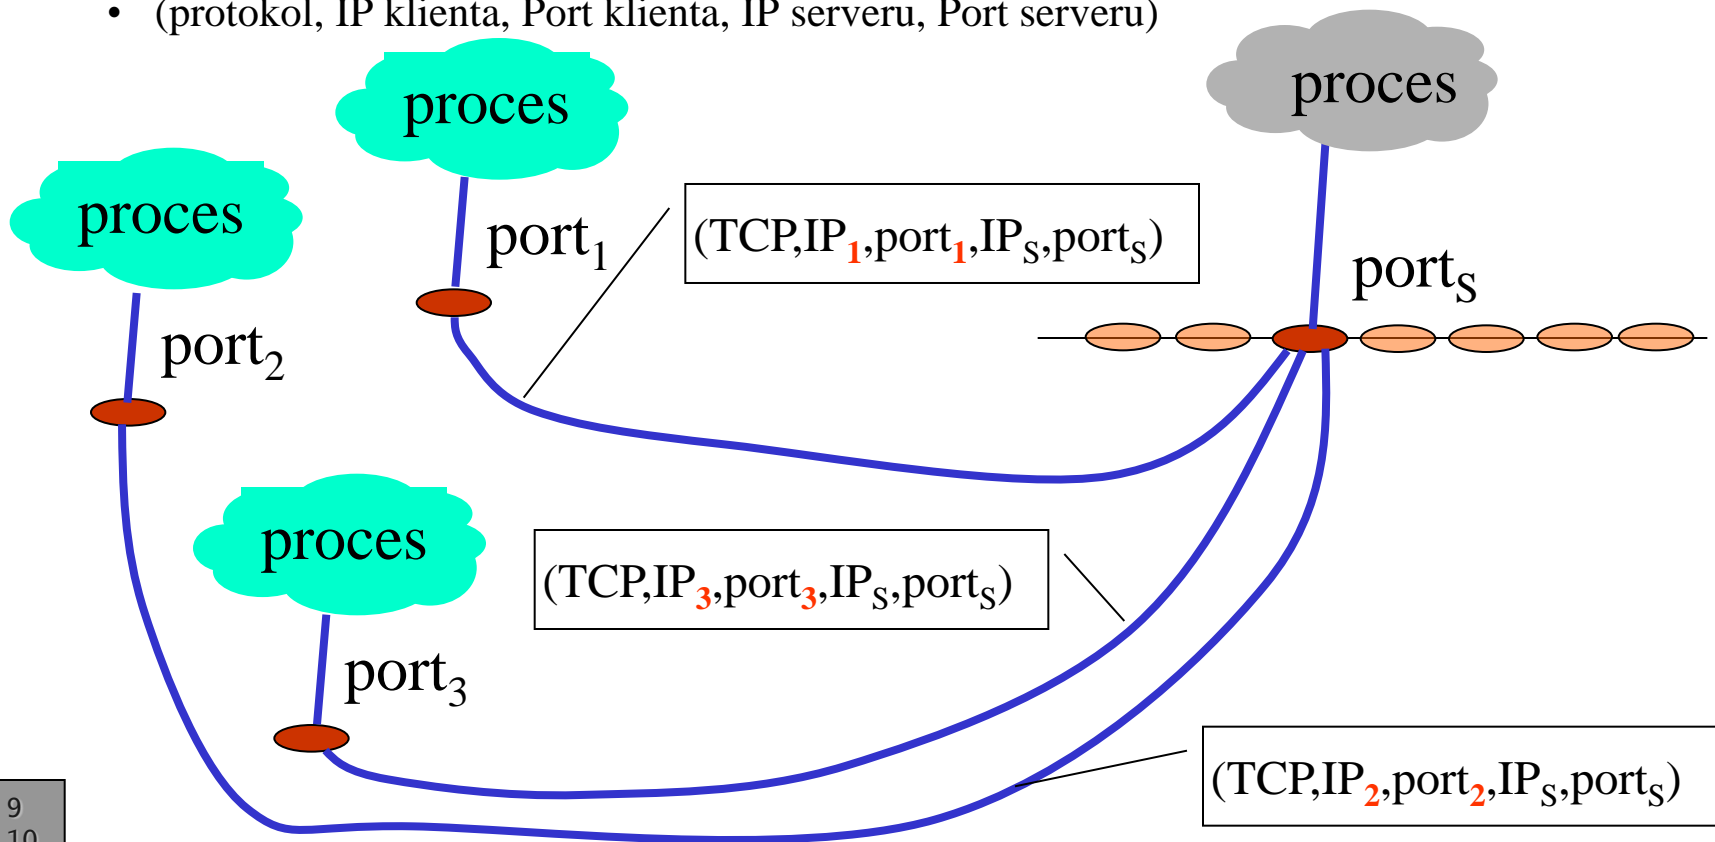 • (protokol, IP klienta, Port klienta, IP serveru, Port serveru)
proces
proces
proces
port₁
(TCP,IP₁,port₁,IPₛ,portₛ)
portₛ
port₂
proces
(TCP,IP₃,port₃,IPₛ,portₛ)
port₃
(TCP,IP₂,port₂,IPₛ,portₛ)
9
10